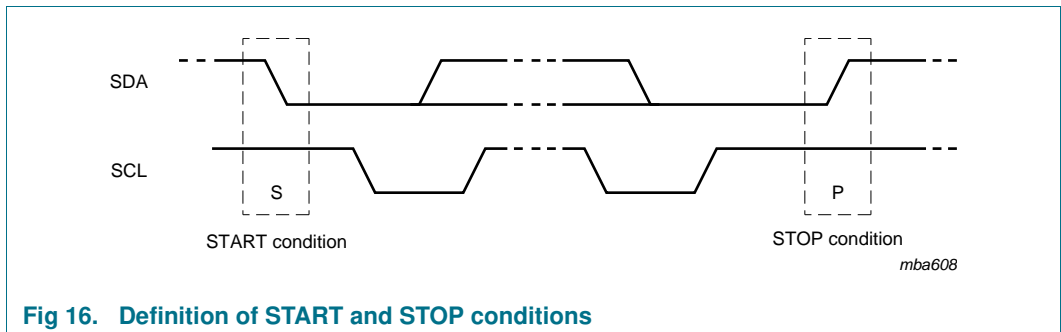 SDA
SCL
S
P
START condition
STOP condition
mba608
Fig 16. Definition of START and STOP conditions